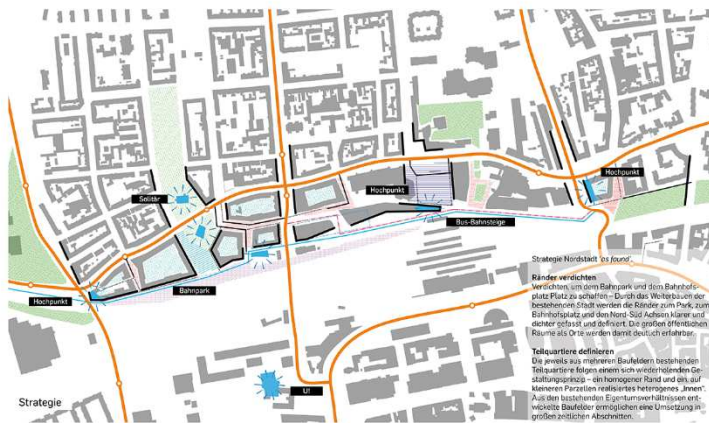 Solitär
Hochpunkt
Hochpunkt
Bus-Bahnsteige
Bahnpark
Hochpunkt
U!
Strategie
Strategie Nordstadt "as found".
Ränder verdichten
Verdichten, um dem Bahnpark und dem Bahnhofs-
platz Platz zu schaffen – Durch das Weiterbauen der
bestehenden Stadt werden die Ränder zum Park, zum
Bahnhofsplatz und den Nord-Süd Achsen klarer und
dichter gefasst und definiert. Die großen öffentlichen
Räume als Orte werden damit deutlich erfahrbar.
Teilquartiere definieren
Die jeweils aus mehreren Baufeldern bestehenden
Teilquartiere folgen einem sich wiederholenden Ge-
staltungsprinzip – ein homogener Rand und ein, auf
kleineren Parzellen realisiertes heterogenes „Innen".
Aus den bestehenden Eigentumsverhältnissen ent-
wickelte Baufelder ermöglichen eine Umsetzung in
großen zeitlichen Abschnitten.